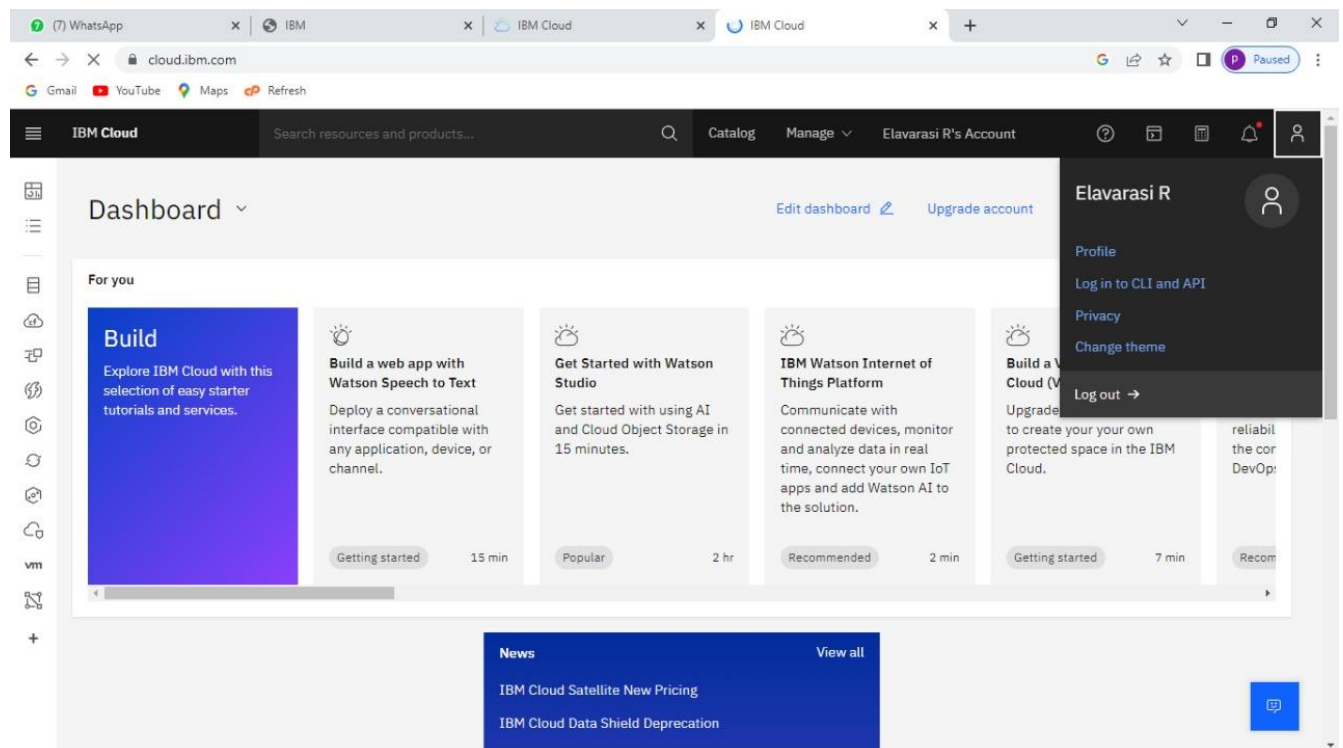 (7) WhatsApp
IBM
IBM Cloud
IBM Cloud
cloud.ibm.com
P
Paused
Gmail
YouTube
Maps
Refresh
IBM Cloud
Search resources and products...
Catalog
Manage
Elavarasi R's Account
Dashboard
Edit dashboard
Upgrade account
Elavarasi R
Profile
Log in to CLI and API
Privacy
Change theme
Log out →
For you
Build
Explore IBM Cloud with this
selection of easy starter
tutorials and services.
Build a web app with
Watson Speech to Text
Deploy a conversational
interface compatible with
any application, device, or
channel.
Getting started
15 min
Get Started with Watson
Studio
Get started with using AI
and Cloud Object Storage in
15 minutes.
Popular
2 hr
IBM Watson Internet of
Things Platform
Communicate with
connected devices, monitor
and analyze data in real
time, connect your own IoT
apps and add Watson AI to
the solution.
Recommended
2 min
Build a V
Cloud (V
Upgrade
to create your your own
protected space in the IBM
Cloud.
Getting started
7 min
reliabil
the cor
DevOp
Recom
vm
News
View all
IBM Cloud Satellite New Pricing
IBM Cloud Data Shield Deprecation